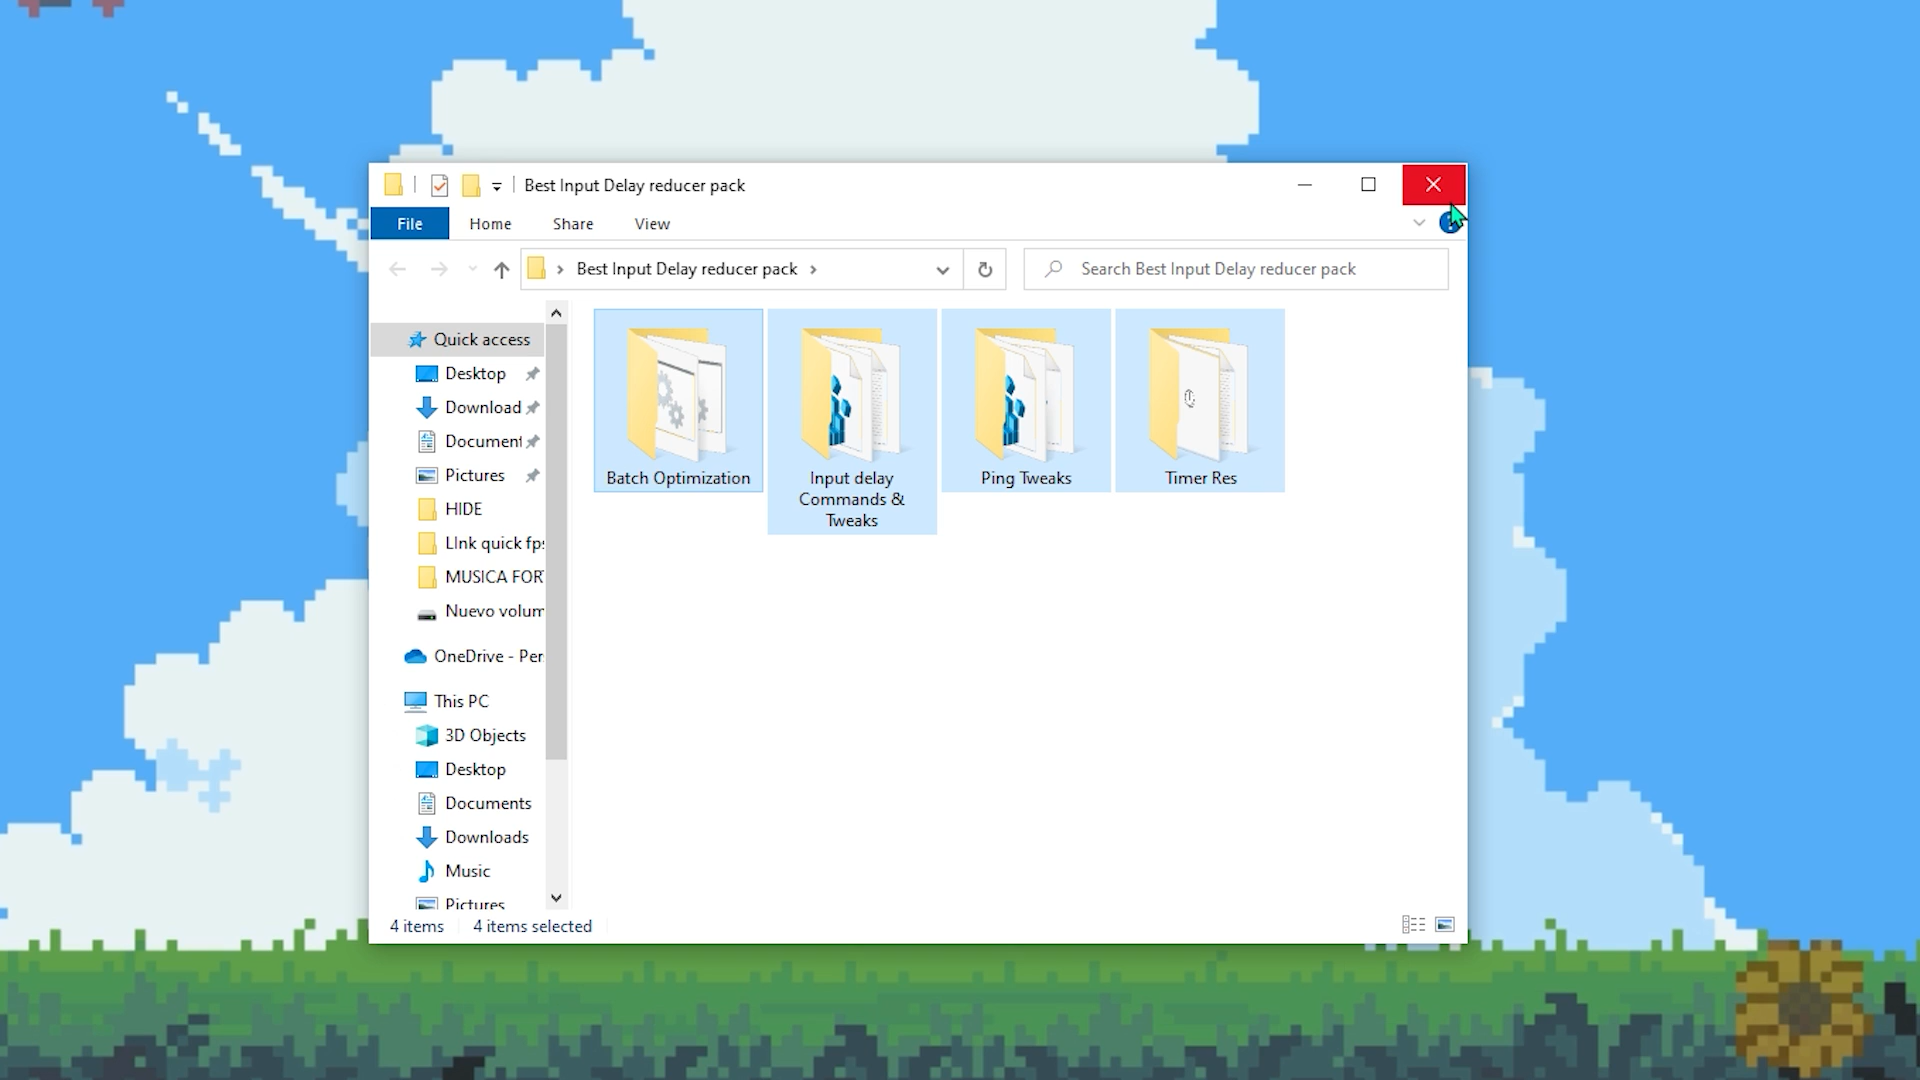 Best Input Delay reducer pack
File Home Share View
Best Input Delay reducer pack
Search Best Input Delay reducer pack
Quick access
Desktop
Download
Document
Pictures
HIDE
LInk quick fps
MUSICA FOR
Nuevo volum
OneDrive - Per
This PC
3D Objects
Desktop
Documents
Downloads
Music
Pictures
Batch Optimization
Input delay
Commands &
Tweaks
Ping Tweaks
Timer Res
4 items 4 items selected